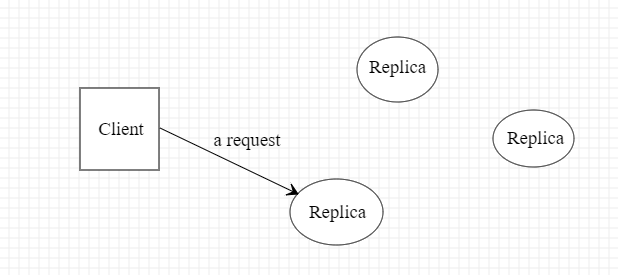 Replica
Client
a request
Replica
Replica